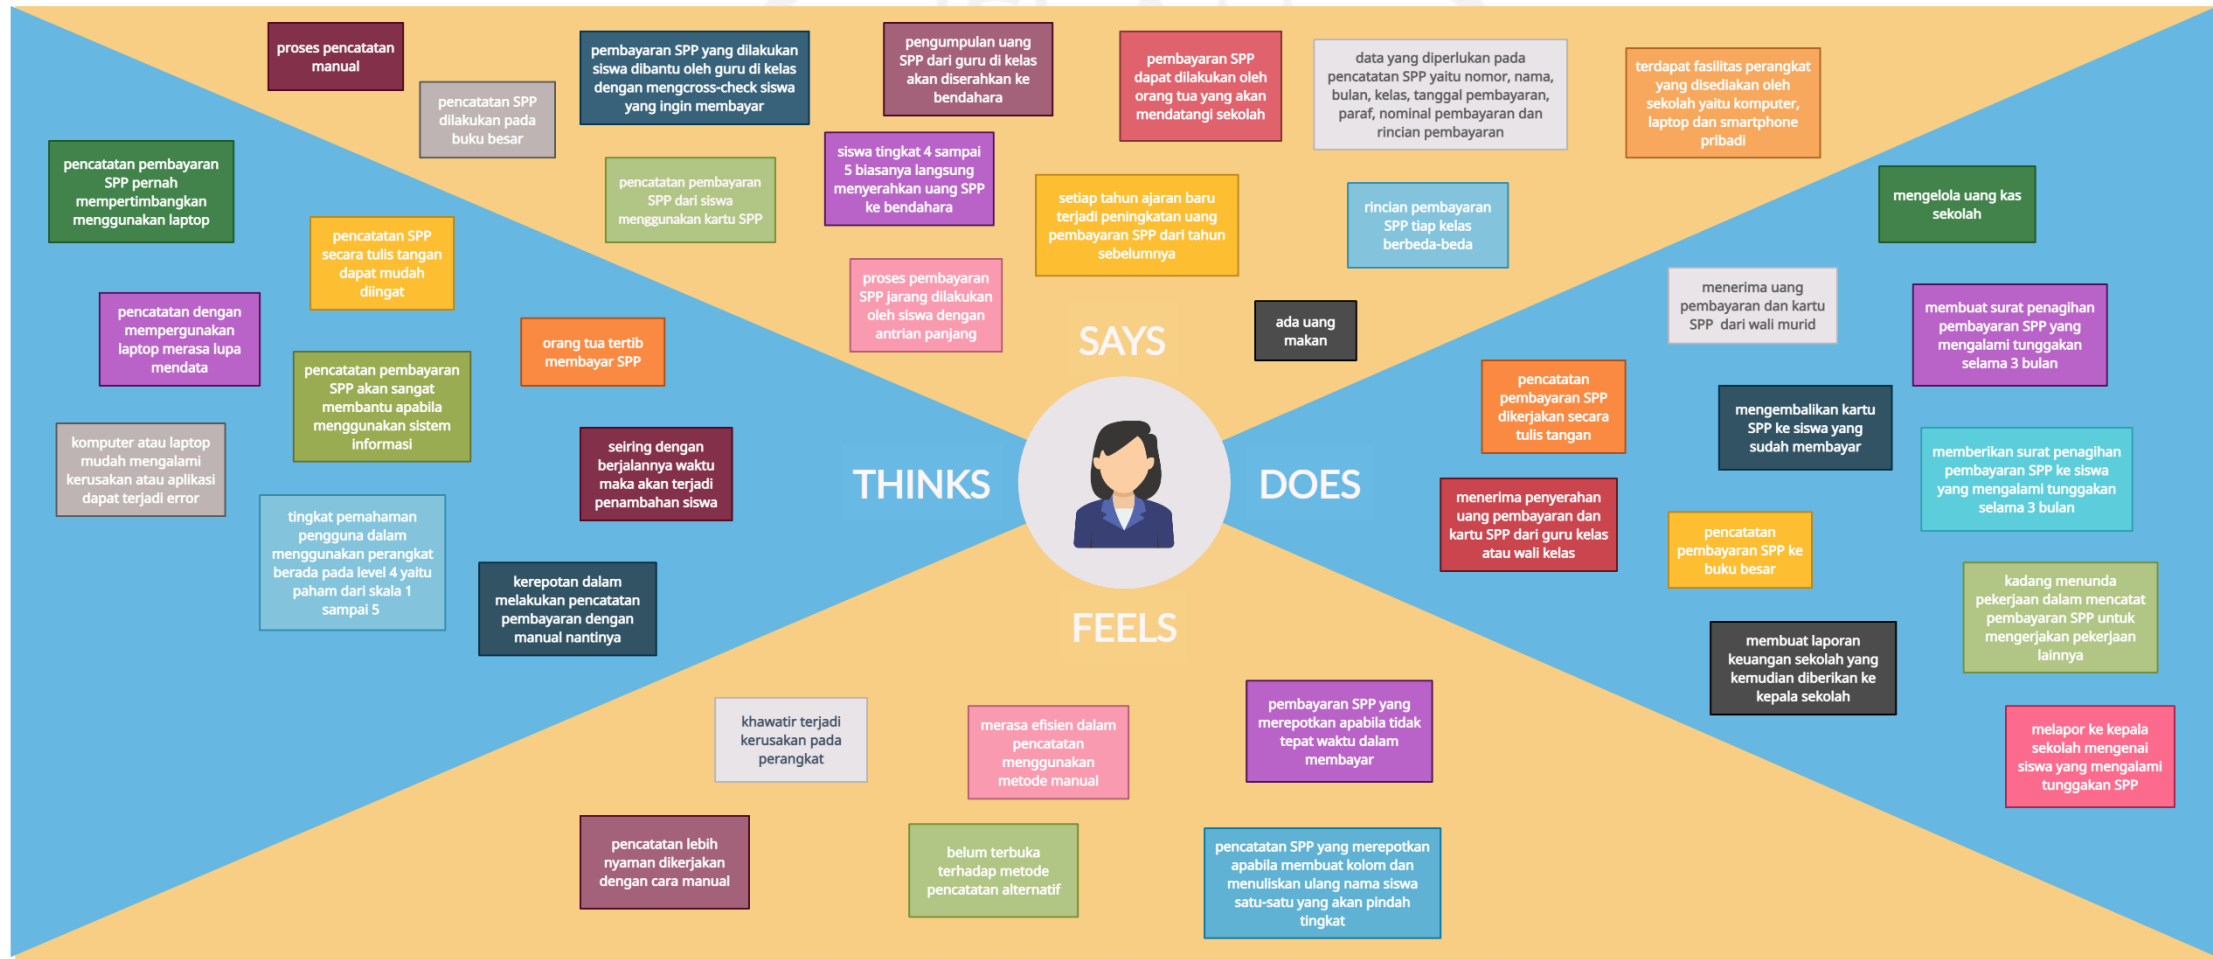 proses pencatatan
manual
pencatatan SPP
dilakukan pada
buku besar
pembayaran SPP yang dilakukan
siswa dibantu oleh guru di kelas
dengan mengcross-check siswa
yang ingin membayar
pengumpulan uang
SPP dari guru di kelas
akan diserahkan ke
bendahara
pembayaran SPP
dapat dilakukan oleh
orang tua yang akan
mendatangi sekolah
data yang diperlukan pada
pencatatan SPP yaitu nomor, nama,
bulan, kelas, tanggal pembayaran,
paraf, nominal pembayaran dan
rincian pembayaran
terdapat fasilitas perangkat
yang disediakan oleh
sekolah yaitu komputer,
laptop dan smartphone
pribadi
pencatatan pembayaran
SPP dari siswa
menggunakan kartu SPP
siswa tingkat 4 sampai
5 biasanya langsung
menyerahkan uang SPP
ke bendahara
setiap tahun ajaran baru
terjadi peningkatan uang
pembayaran SPP dari tahun
sebelumnya
rincian pembayaran
SPP tiap kelas
berbeda-beda
proses pembayaran
SPP jarang dilakukan
oleh siswa dengan
antrian panjang
ada uang
makan
SAYS
pencatatan pembayaran
SPP pernah
mempertimbangkan
menggunakan laptop
pencatatan SPP
secara tulis tangan
dapat mudah
diingat
pencatatan dengan
mempergunakan
laptop merasa lupa
mendata
orang tua tertib
membayar SPP
pencatatan pembayaran
SPP akan sangat
membantu apabila
menggunakan sistem
informasi
komputer atau laptop
mudah mengalami
kerusakan atau aplikasi
dapat terjadi error
seiring dengan
berjalannya waktu
maka akan terjadi
penambahan siswa
tingkat pemahaman
pengguna dalam
menggunakan perangkat
berada pada level 4 yaitu
paham dari skala 1
sampai 5
kerepotan dalam
melakukan pencatatan
pembayaran dengan
manual nantinya
THINKS
DOES
mengelola uang kas
sekolah
menerima uang
pembayaran dan kartu
SPP dari wali murid
membuat surat penagihan
pembayaran SPP yang
mengalami tunggakan
selama 3 bulan
pencatatan
pembayaran SPP
dikerjakan secara
tulis tangan
mengembalikan kartu
SPP ke siswa yang
sudah membayar
memberikan surat penagihan
pembayaran SPP ke siswa
yang mengalami tunggakan
selama 3 bulan
menerima penyerahan
uang pembayaran dan
kartu SPP dari guru kelas
atau wali kelas
pencatatan
pembayaran SPP ke
buku besar
kadang menunda
pekerjaan dalam mencatat
pembayaran SPP untuk
mengerjakan pekerjaan
lainnya
membuat laporan
keuangan sekolah yang
kemudian diberikan ke
kepala sekolah
melapor ke kepala
sekolah mengenai
siswa yang mengalami
tunggakan SPP
FEELS
khawatir terjadi
kerusakan pada
perangkat
merasa efisien dalam
pencatatan
menggunakan
metode manual
pembayaran SPP yang
merepotkan apabila tidak
tepat waktu dalam
membayar
pencatatan lebih
nyaman dikerjakan
dengan cara manual
belum terbuka
terhadap metode
pencatatan alternatif
pencatatan SPP yang merepotkan
apabila membuat kolom dan
menuliskan ulang nama siswa
satu-satu yang akan pindah
tingkat